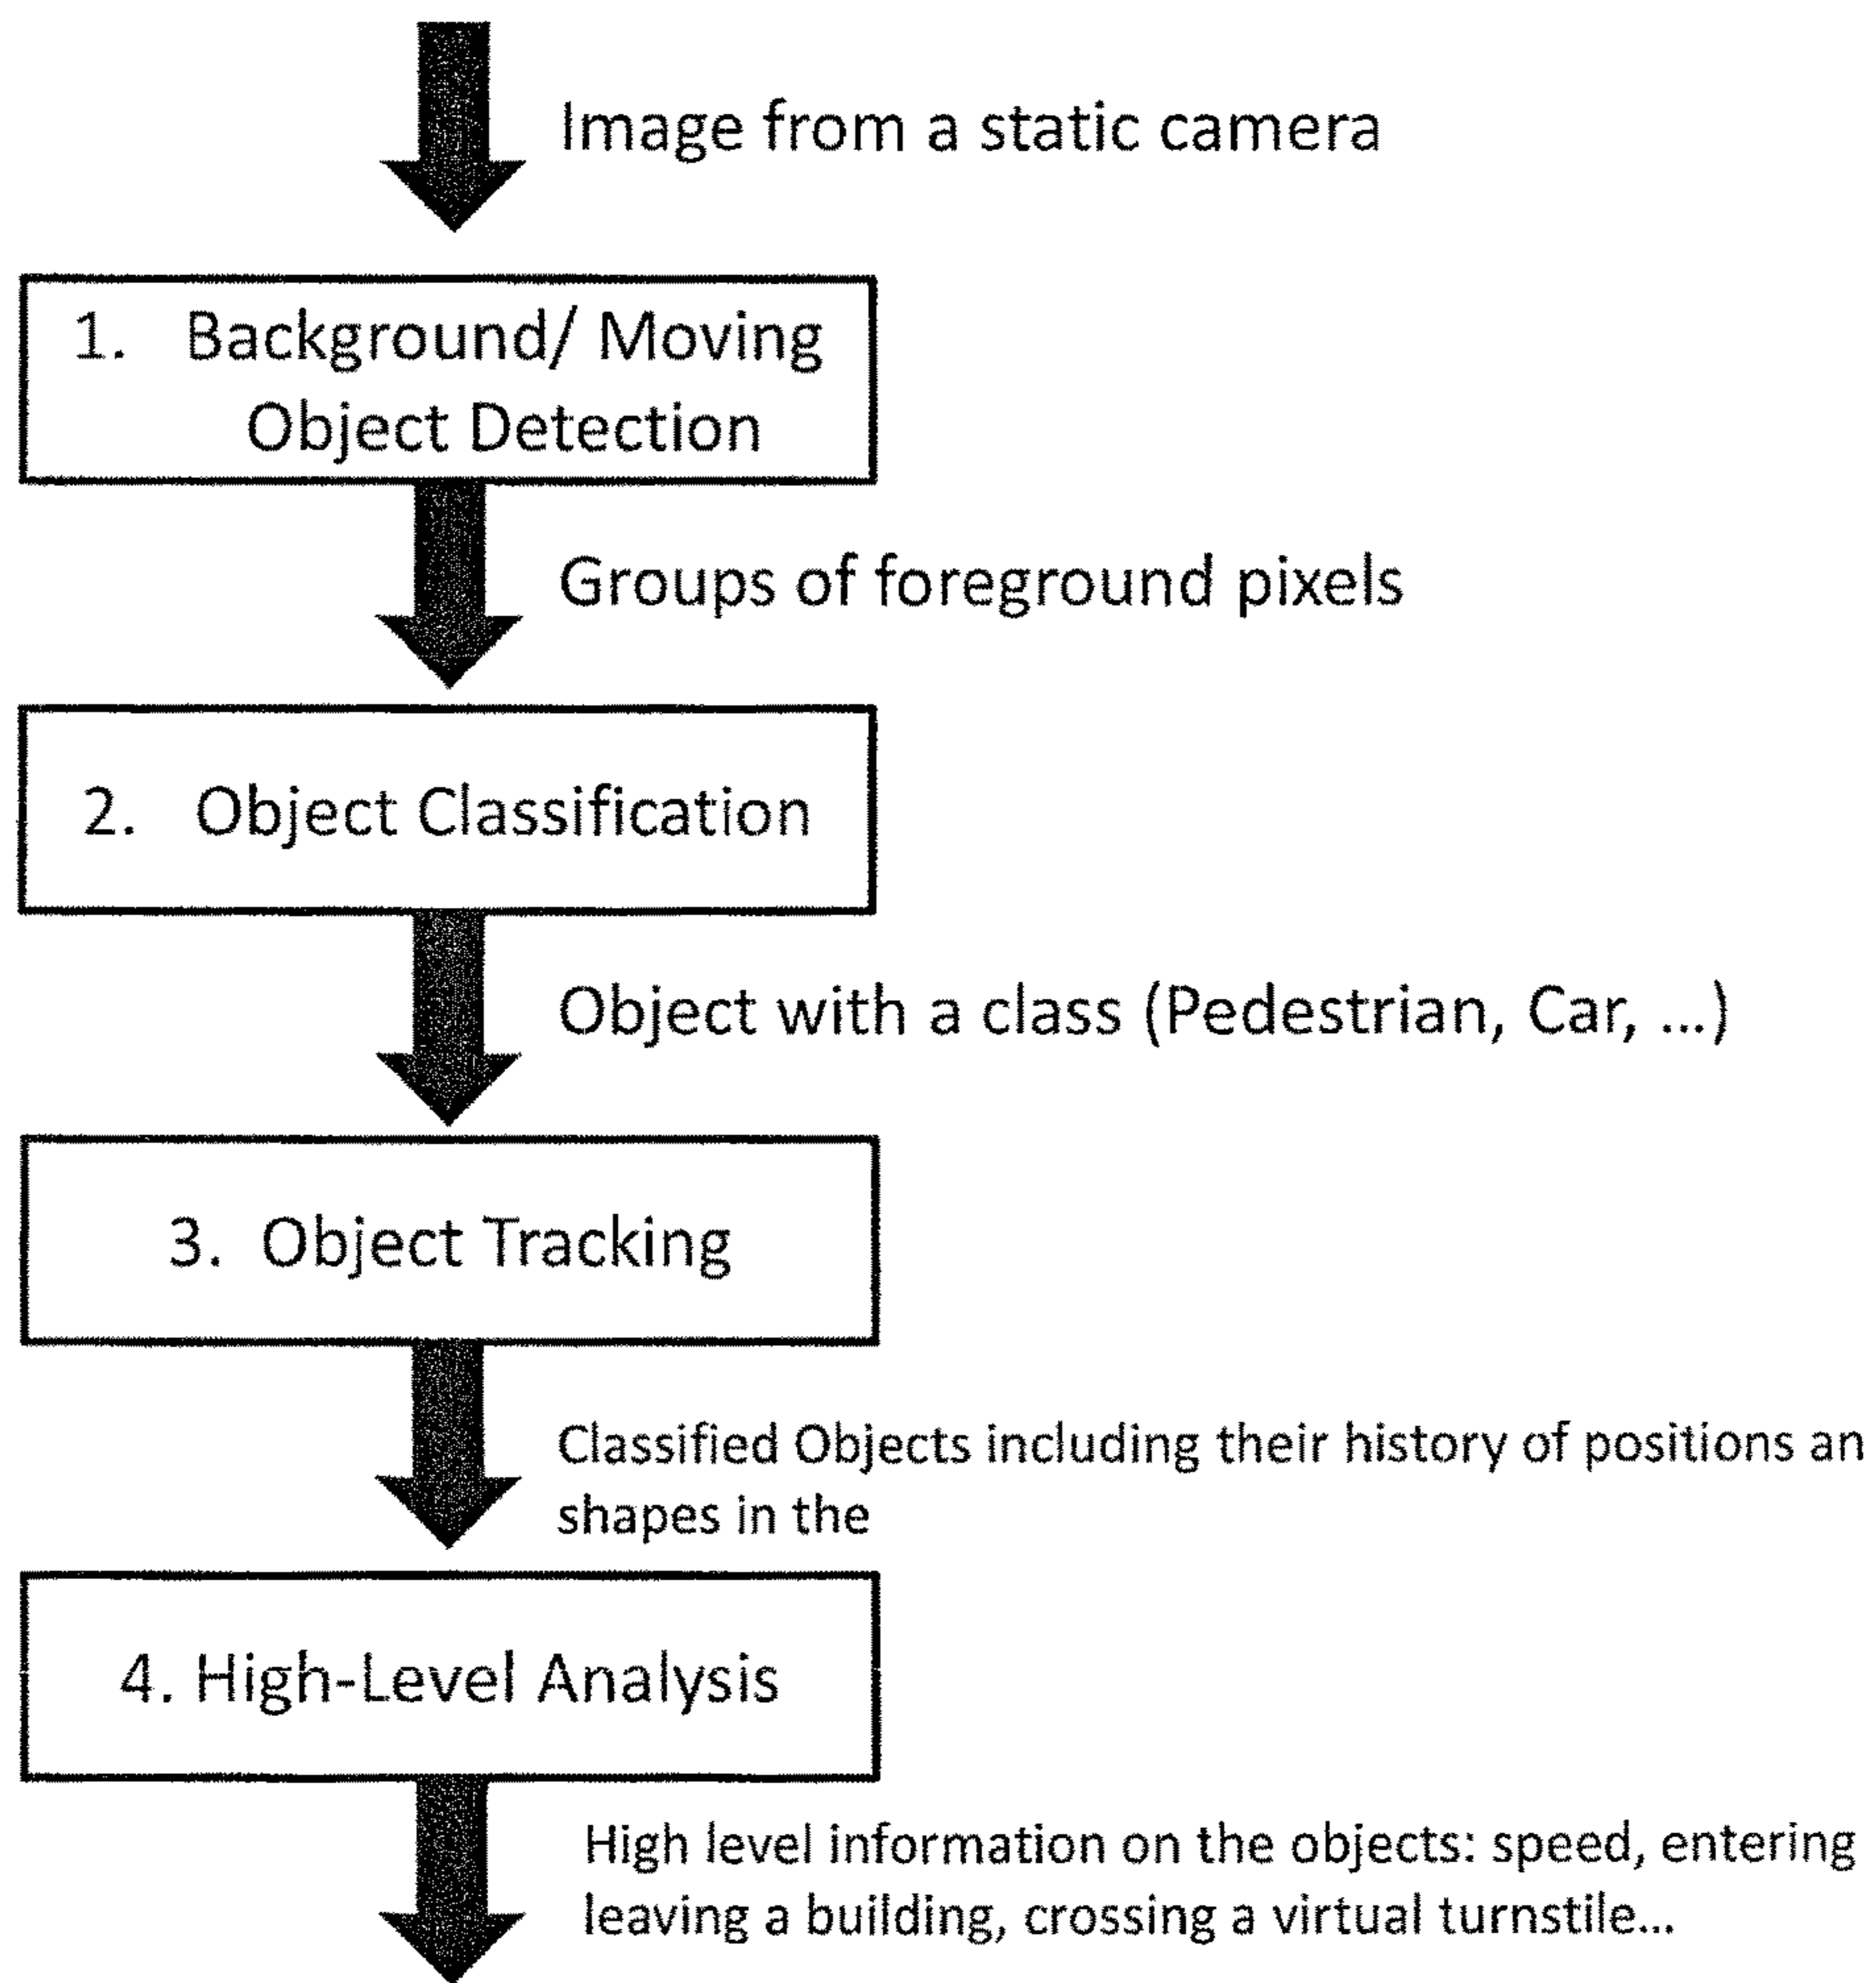 Image from a static camera
1. Background/ Moving
Object Detection
Groups of foreground pixels
2. Object Classification
Object with a class (Pedestrian, Car, ...)
3. Object Tracking
Classified Objects including their history of positions an
shapes in the
4. High-Level Analysis
High level information on the objects: speed, entering
leaving a building, crossing a virtual turnstile...